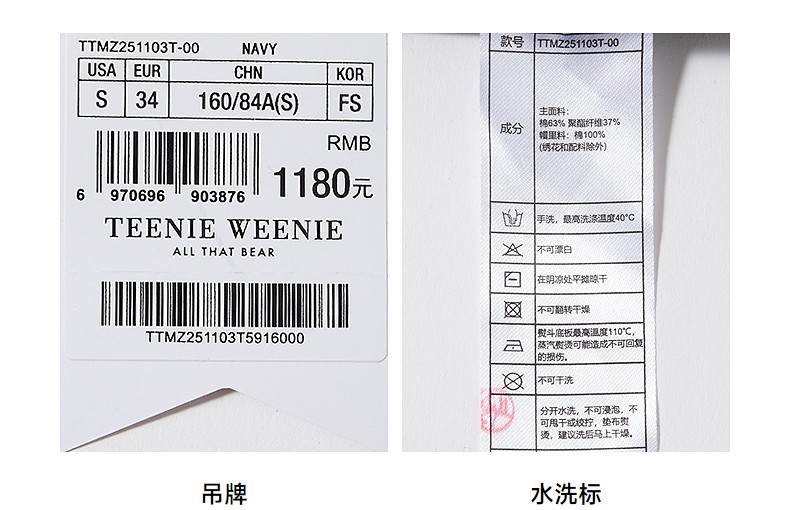 TTMZ251103T-00 NAVY
USA EUR CHN KOR
S 34 160/84A(S) FS
RMB
1180元
6 970696 903876
TEENIE WEENIE
ALL THAT BEAR
TTMZ251103T5916000
吊牌
款号 TTMZ251103T-00
成分
主面料:
棉63% 聚酯纤维37%
帽里料: 棉100%
(绣花和配料除外)
手洗，最高洗涤温度40°C
不可漂白
在阴凉处平摊晾干
不可翻转干燥
熨斗底板最高温度110℃,
蒸汽熨烫可能造成不可回复
的损伤。
不可干洗
分开水洗，不可浸泡，不
可甩干或绞拧，垫布熨
烫，建议洗后马上干燥。
水洗标